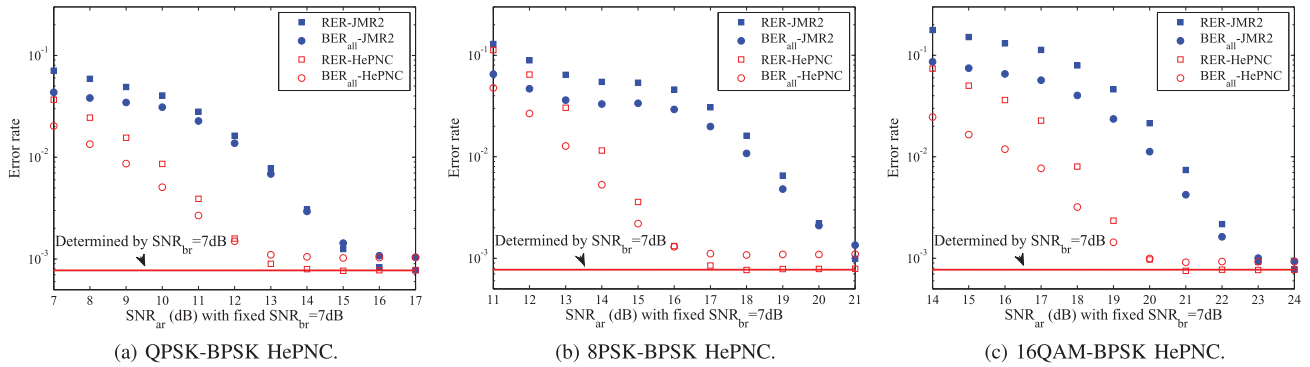 RER-JMR2
BER_all-JMR2
RER-HePNC
BER_all-HePNC
10^-1
10^-2
10^-3
Error rate
Determined by SNR_br=7dB
7 8 9 10 11 12 13 14 15 16 17
SNR_ar (dB) with fixed SNR_br=7dB
(a) QPSK-BPSK HePNC.
RER-JMR2
BER_all-JMR2
RER-HePNC
BER_all-HePNC
10^-1
10^-2
10^-3
Error rate
Determined by SNR_br=7dB
11 12 13 14 15 16 17 18 19 20 21
SNR_ar (dB) with fixed SNR_br=7dB
(b) 8PSK-BPSK HePNC.
RER-JMR2
BER_all-JMR2
RER-HePNC
BER_all-HePNC
10^-1
10^-2
10^-3
Error rate
Determined by SNR_br=7dB
14 15 16 17 18 19 20 21 22 23 24
SNR_ar (dB) with fixed SNR_br=7dB
(c) 16QAM-BPSK HePNC.